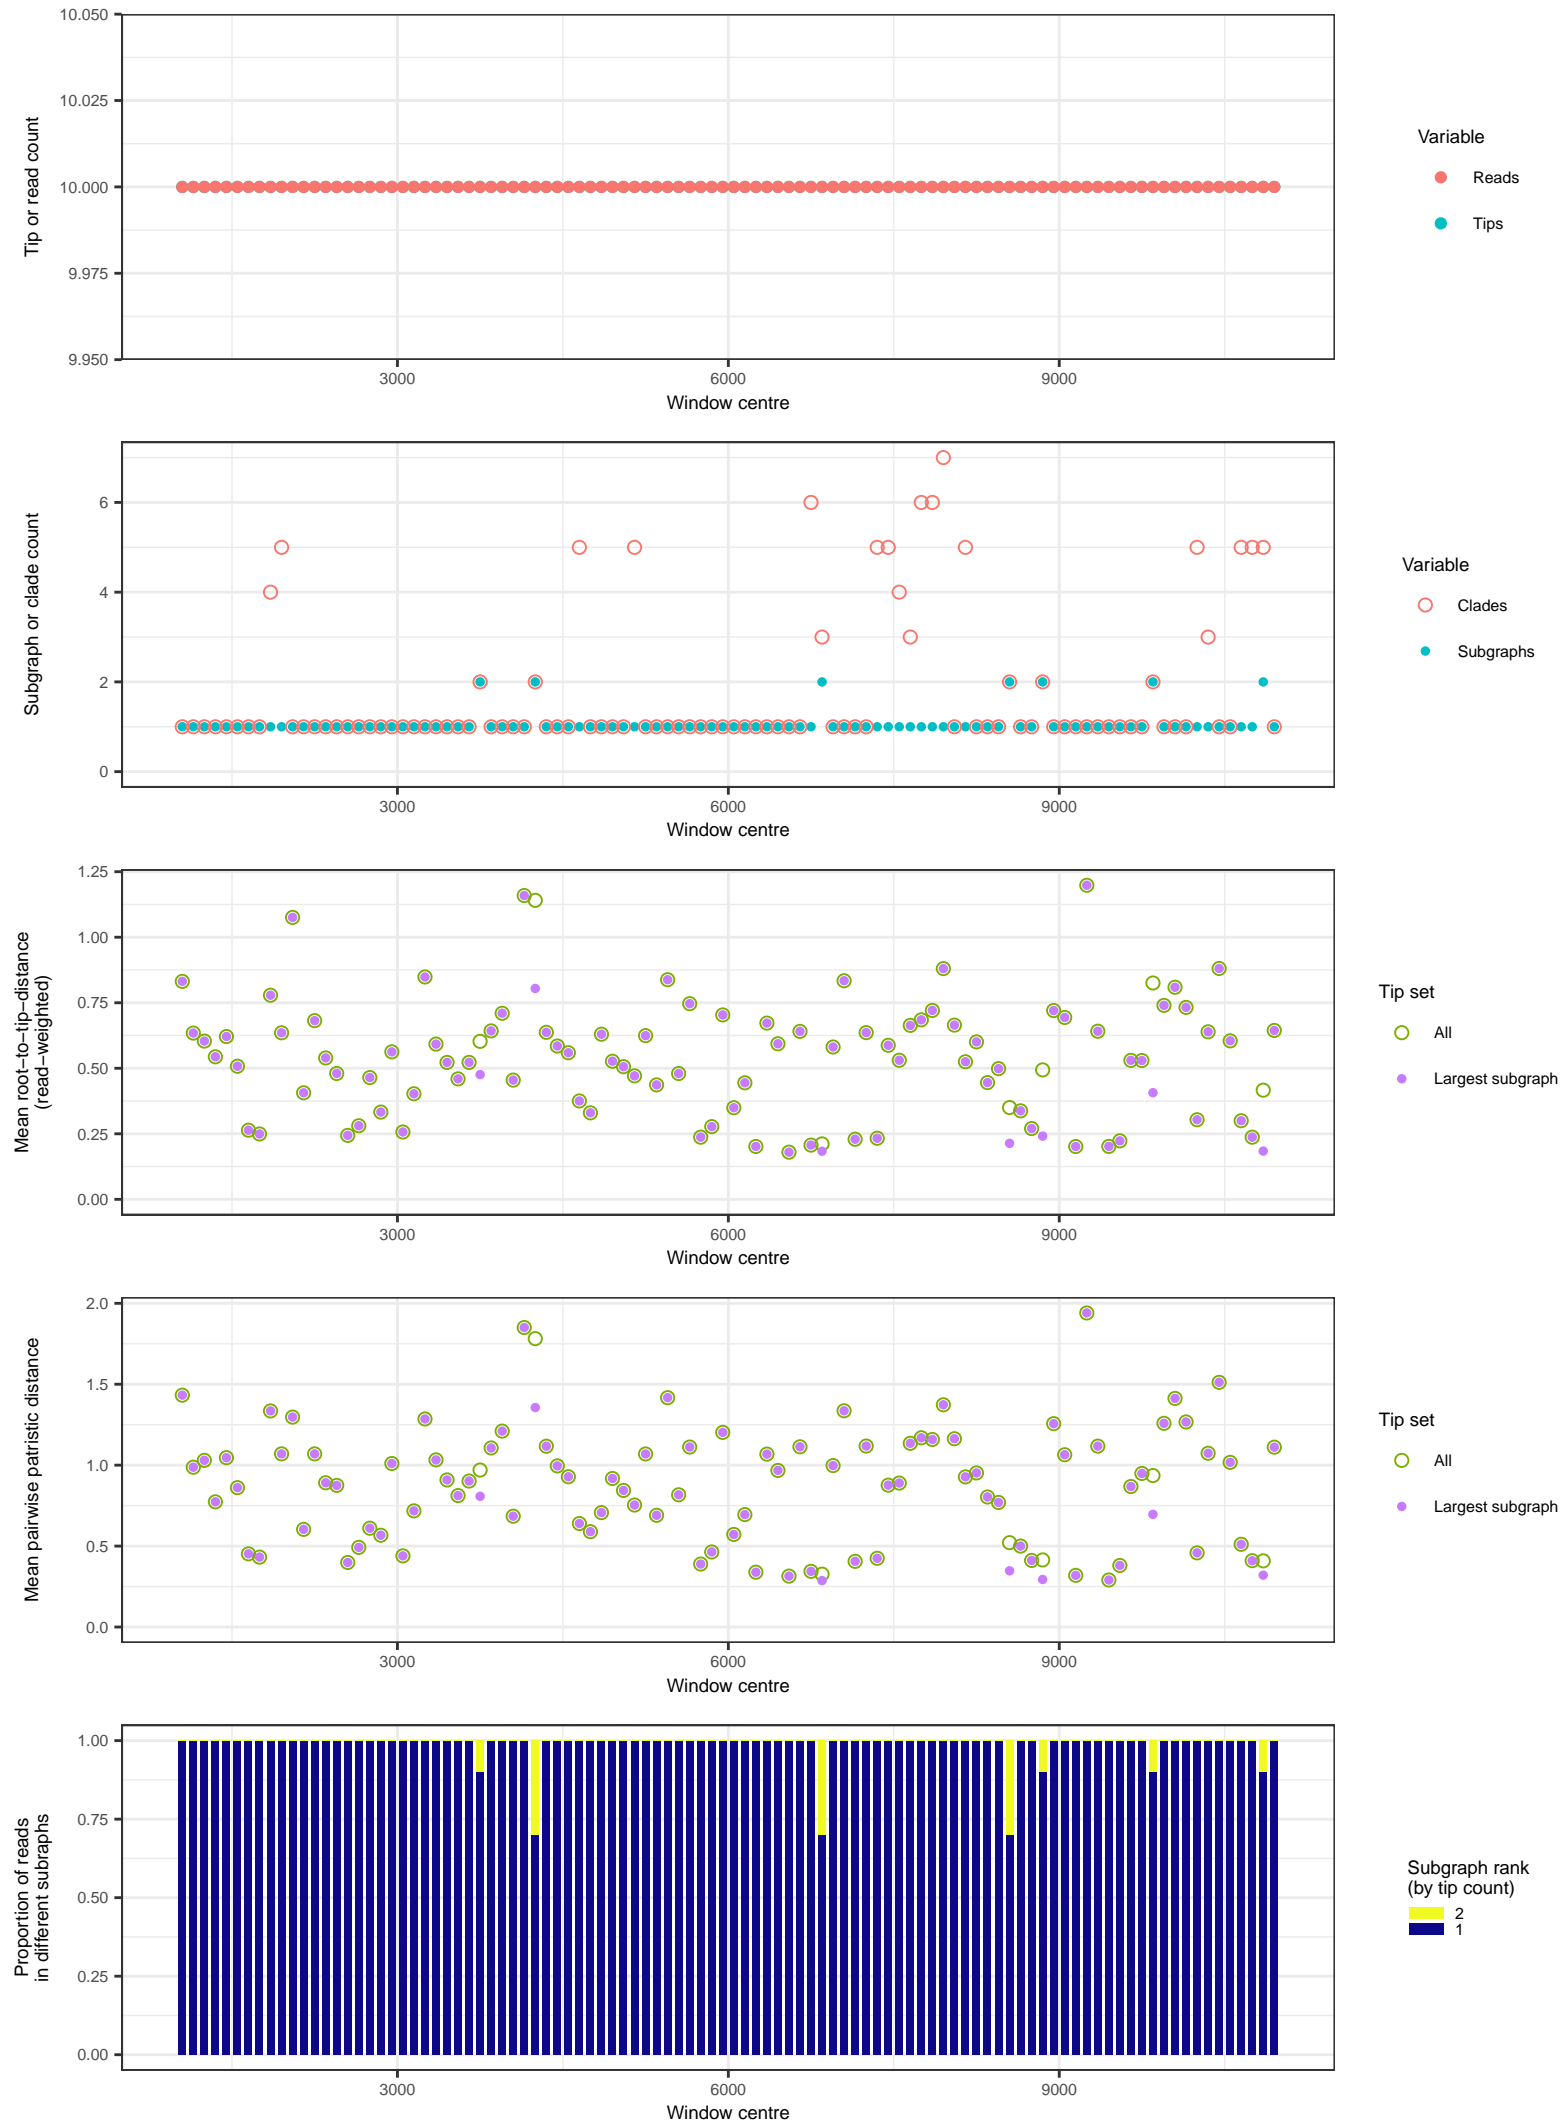 10.050
10.025
10.000
9.975
9.950
Tip or read count
3000
6000
9000
Window centre
Variable
Reads
Tips
6
4
2
0
Subgraph or clade count
3000
6000
9000
Window centre
Variable
Clades
Subgraphs
1.25
1.00
0.75
0.50
0.25
0.00
Mean root−to−tip−distance
(read−weighted)
3000
6000
9000
Window centre
Tip set
All
Largest subgraph
2.0
1.5
1.0
0.5
0.0
Mean pairwise patristic distance
3000
6000
9000
Window centre
Tip set
All
Largest subgraph
1.00
0.75
0.50
0.25
0.00
Proportion of reads
in different subraphs
3000
6000
9000
Window centre
Subgraph rank
(by tip count)
2
1